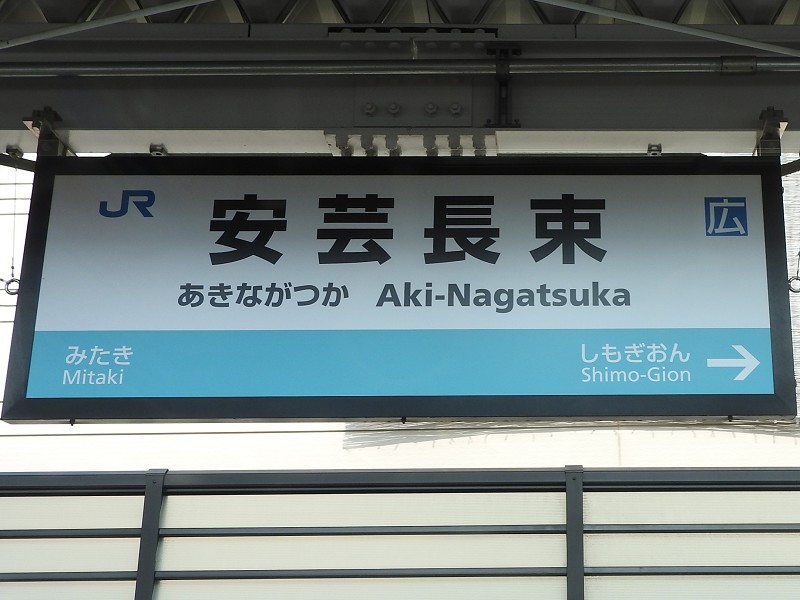 JR 安芸長束 広
あきながつか Aki-Nagatsuka
みたき しもぎおん →
Mitaki Shimo-Gion